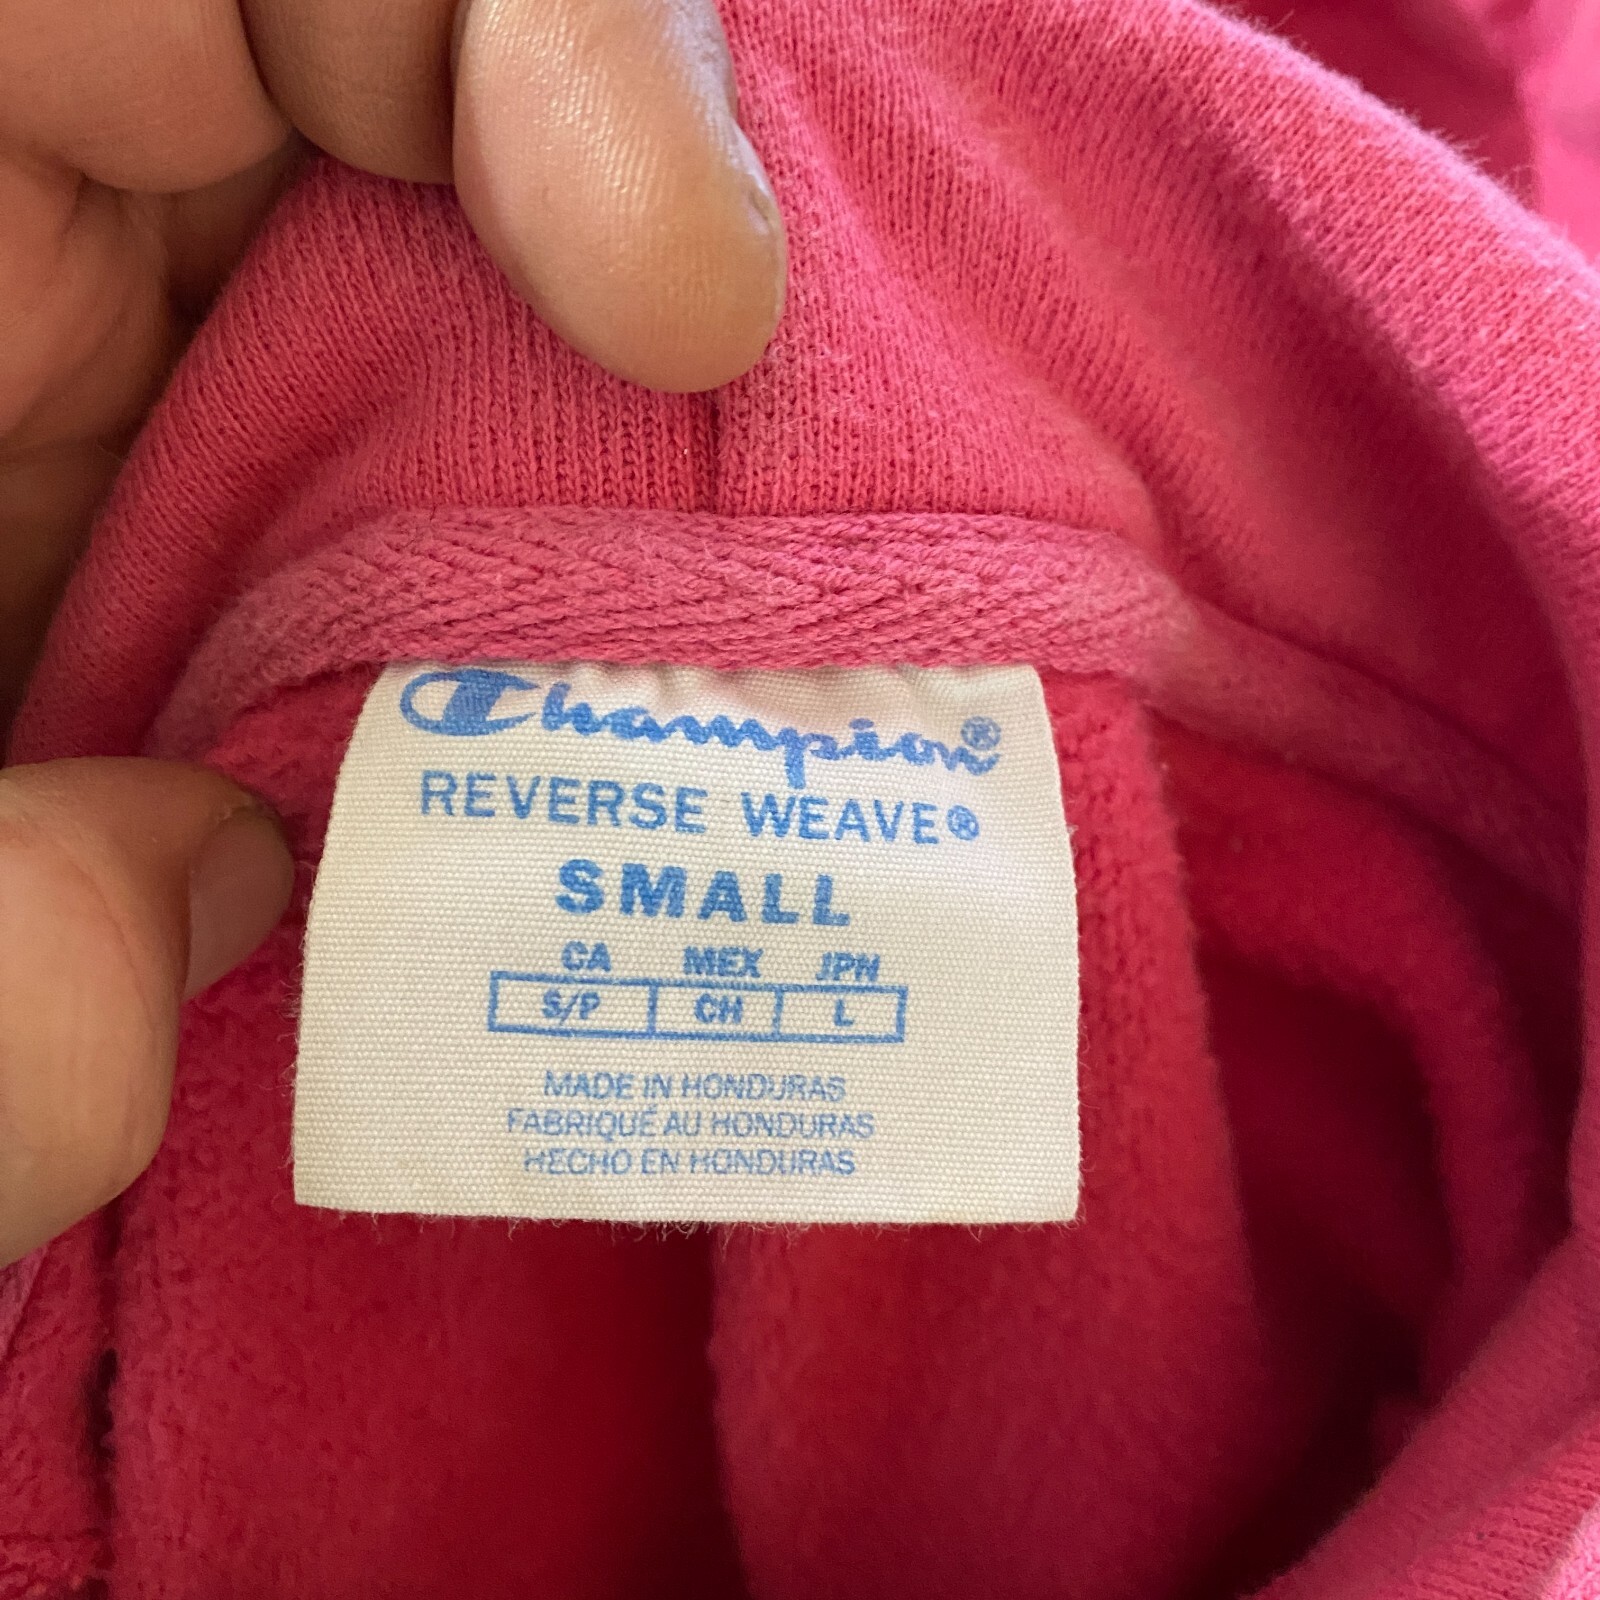 Champion®
REVERSE WEAVE®
SMALL
CA MEX JPN
S/P CH L
MADE IN HONDURAS
FABRIQUÉ AU HONDURAS
HECHO EN HONDURAS